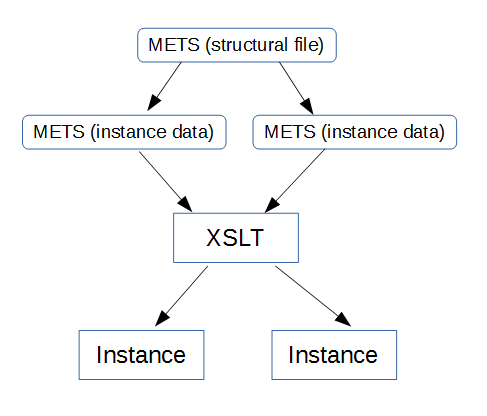 METS (structural file)
METS (instance data)
METS (instance data)
XSLT
Instance
Instance